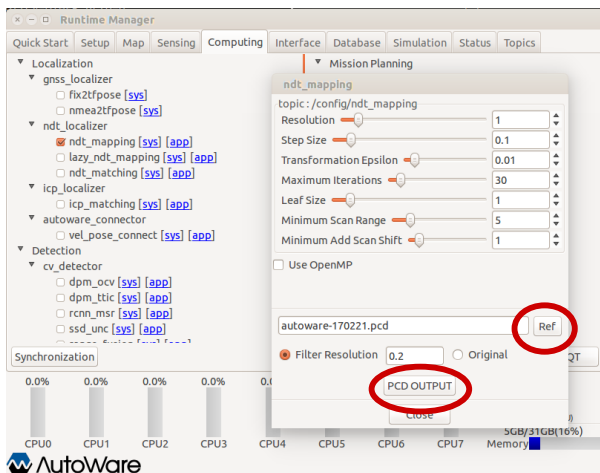 Runtime Manager
Quick Start Setup Map Sensing Computing Interface Database Simulation Status Topics
Localization
gnss_localizer
fix2tfpose [sys]
nmea2tfpose [sys]
ndt_localizer
ndt_mapping [sys] [app]
lazy_ndt_mapping [sys] [app]
ndt_matching [sys] [app]
icp_localizer
icp_matching [sys] [app]
autoware_connector
vel_pose_connect [sys] [app]
Detection
cv_detector
dpm_ocv [sys] [app]
dpm_ttic [sys] [app]
rcnn_msr [sys] [app]
ssd_unc [sys] [app]
Mission Planning
ndt_mapping
topic : /config/ndt_mapping
Resolution 1
Step Size 0.1
Transformation Epsilon 0.01
Maximum Iterations 30
Leaf Size 1
Minimum Scan Range 5
Minimum Add Scan Shift 1
Use OpenMP
autoware-170221.pcd Ref
Filter Resolution 0.2 Original
PCD OUTPUT
Close
Synchronization
QT
0.0% 0.0% 0.0% 0.0%
CPU0 CPU1 CPU2 CPU3 CPU4 CPU5 CPU6 CPU7 Memory
5GB/31GB(16%)
AutoWare